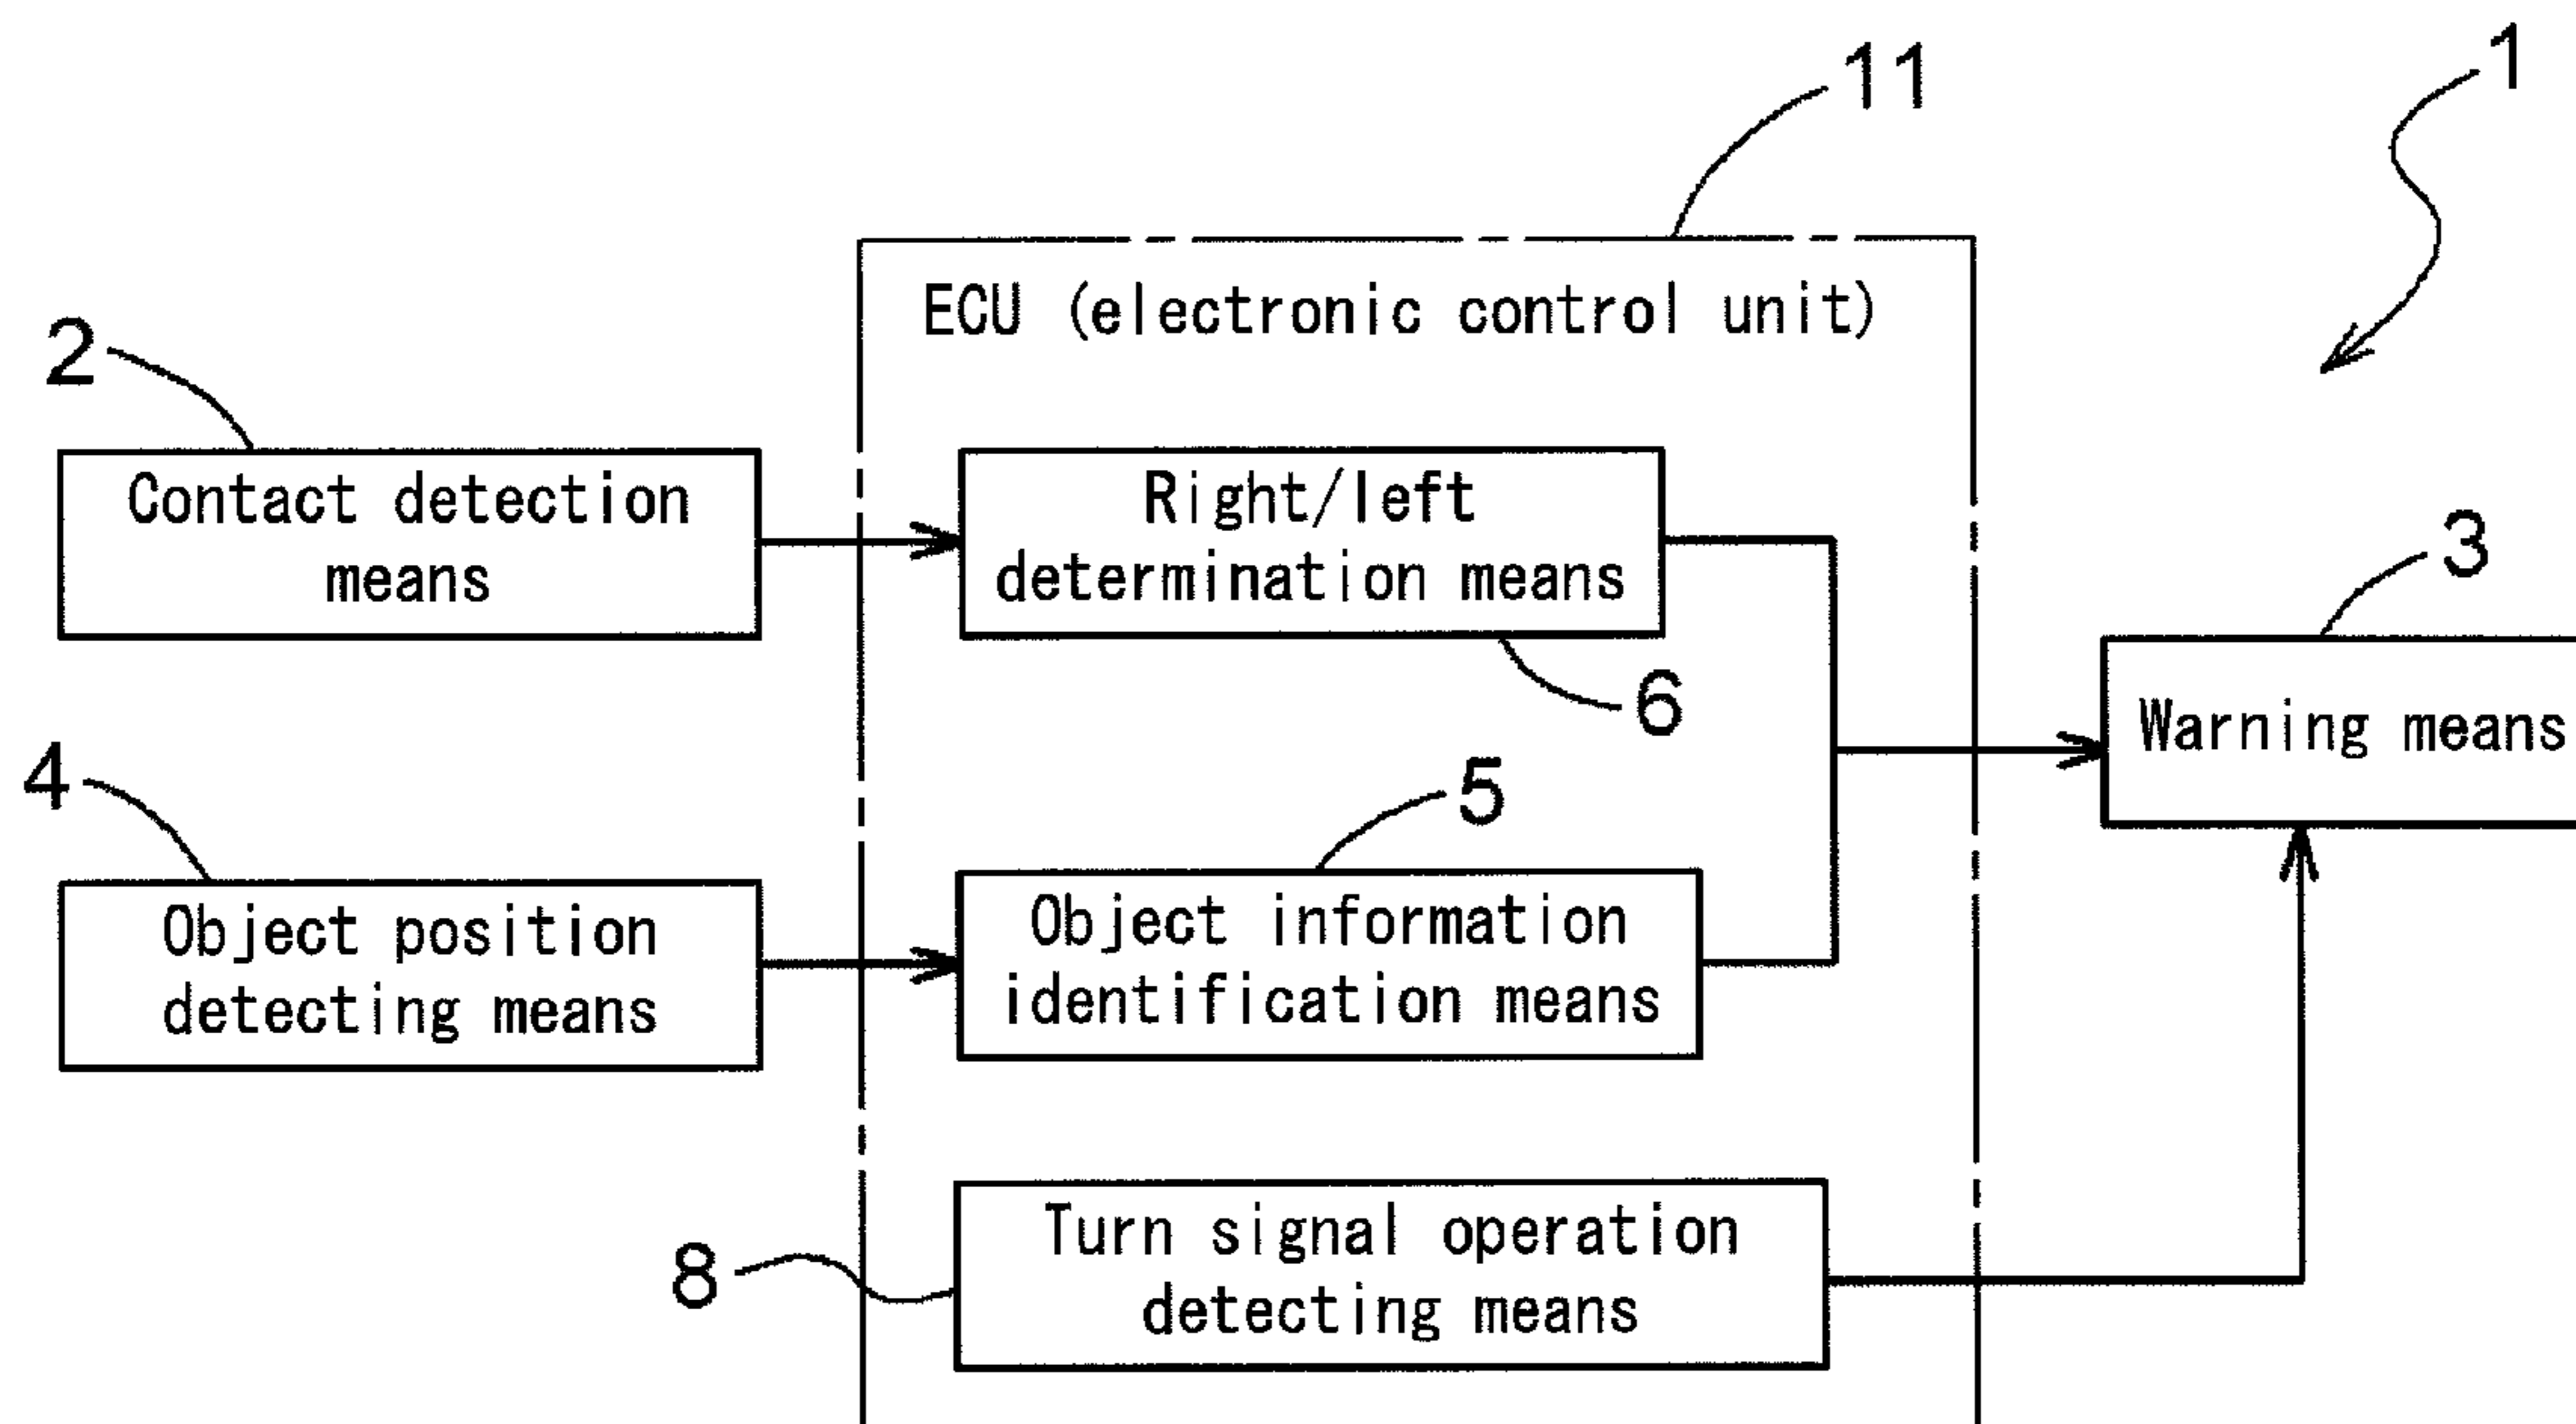 1
11
ECU (electronic control unit)
2
Contact detection
means
Right/left
determination means
6
3
Warning means
4
Object position
detecting means
5
Object information
identification means
8
Turn signal operation
detecting means